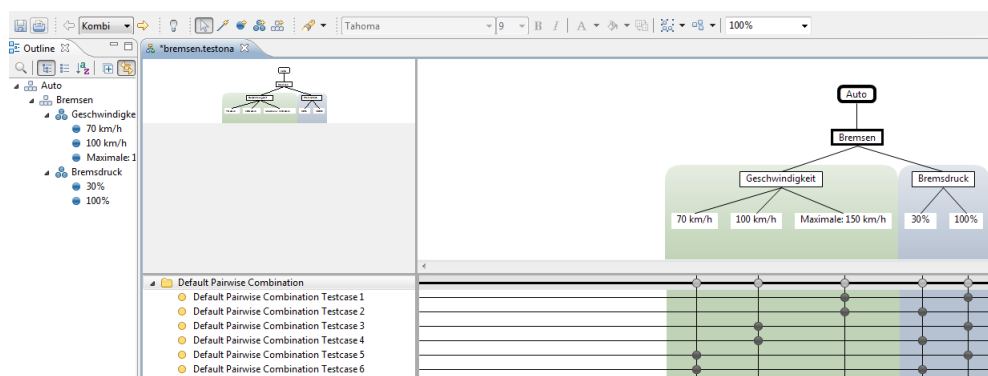 Kombi
Tahoma
9
B
I
A
100%
Outline
*bremsen.testona
Auto
Bremsen
Geschwindigke
70 km/h
100 km/h
Maximale: 1
Bremsdruck
30%
100%
Auto
Bremsen
Geschwindigkeit
Bremsdruck
70 km/h
100 km/h
Maximale: 150 km/h
30%
100%
Default Pairwise Combination
Default Pairwise Combination Testcase 1
Default Pairwise Combination Testcase 2
Default Pairwise Combination Testcase 3
Default Pairwise Combination Testcase 4
Default Pairwise Combination Testcase 5
Default Pairwise Combination Testcase 6